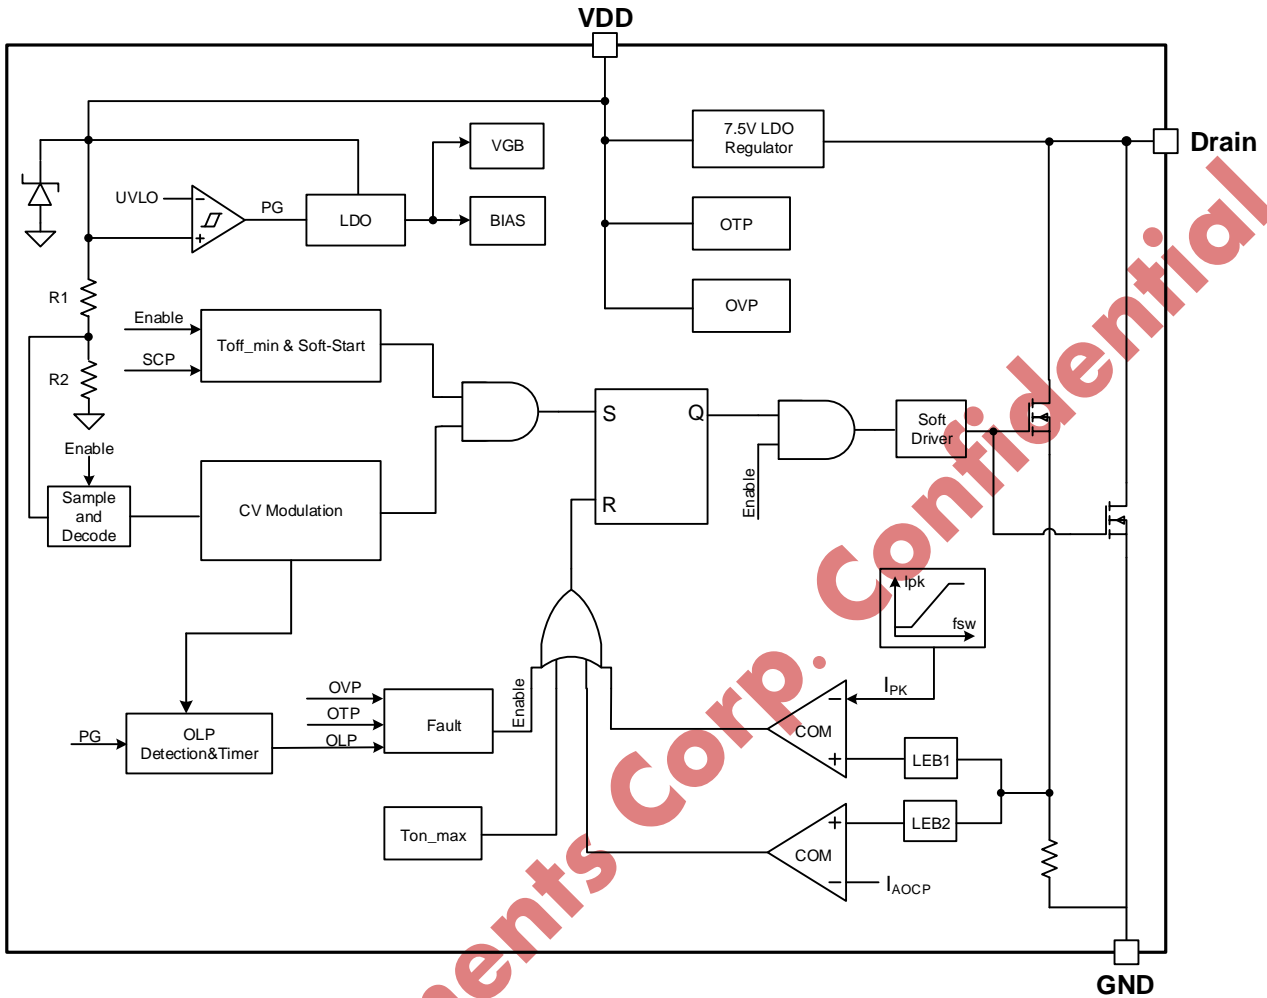 VDD
7.5V LDO
Regulator
Drain
VGB
UVLO
PG
LDO
BIAS
OTP
OVP
R1
Enable
Toff_min & Soft-Start
SCP
R2
S
Q
Soft
Driver
Enable
Enable
Sample
and
Decode
CV Modulation
R
Ipk
fsw
IPK
OVP
OTP
OLP
Fault
Enable
PG
OLP
Detection&Timer
COM
LEB1
LEB2
Ton_max
COM
IAOCP
GND
ments Corp. Confidential